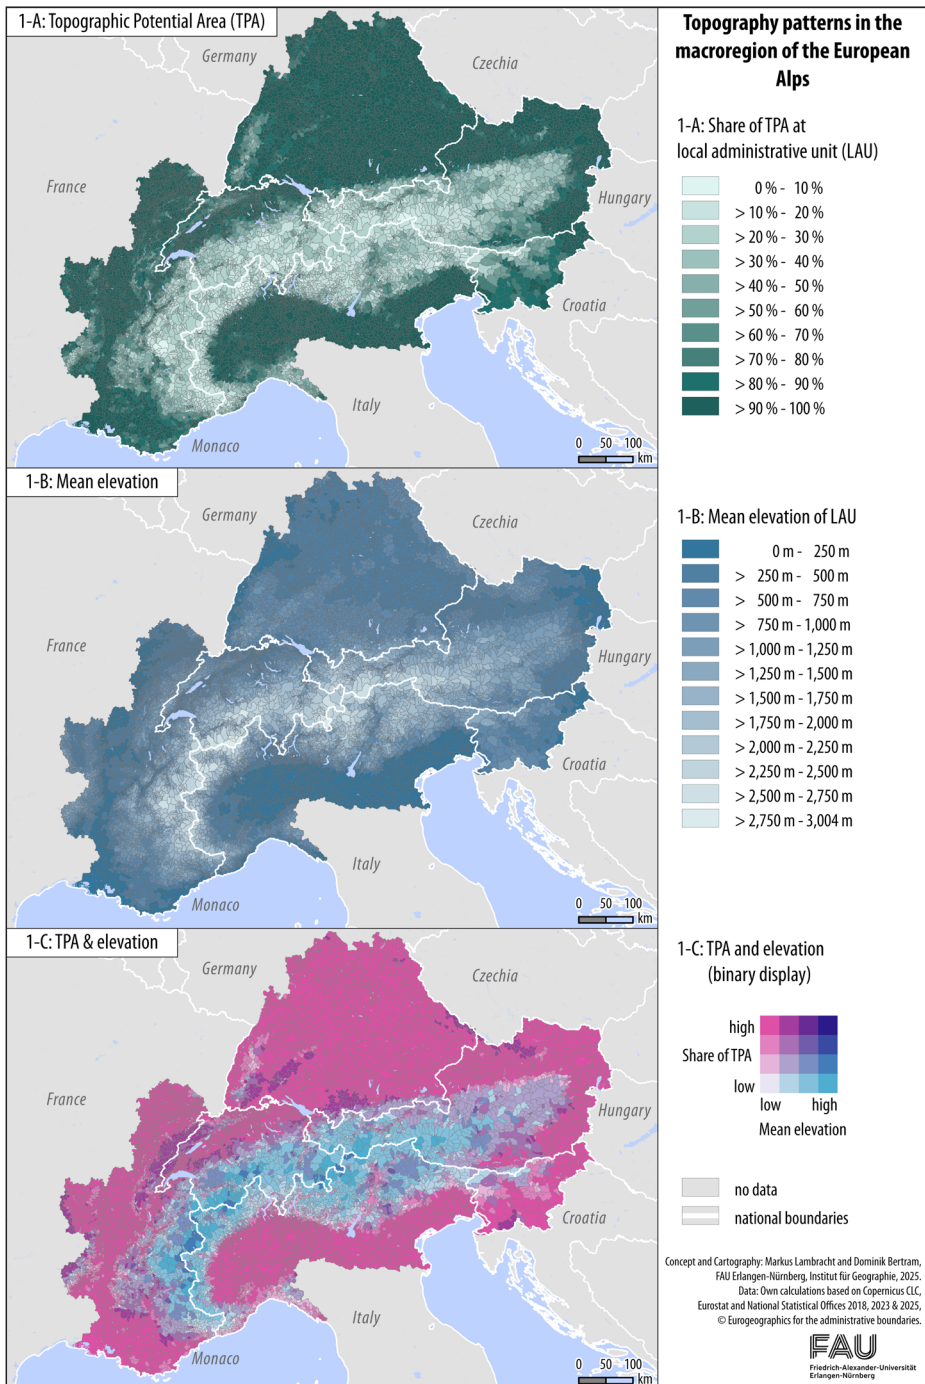 1-A: Topographic Potential Area (TPA)
Germany
Czechia
France
Hungary
Croatia
Italy
Monaco
0 50 100
km
Topography patterns in the
macroregion of the European
Alps
1-A: Share of TPA at
local administrative unit (LAU)
0 % - 10 %
> 10 % - 20 %
> 20 % - 30 %
> 30 % - 40 %
> 40 % - 50 %
> 50 % - 60 %
> 60 % - 70 %
> 70 % - 80 %
> 80 % - 90 %
> 90 % - 100 %
1-B: Mean elevation
Germany
Czechia
France
Hungary
Croatia
Italy
Monaco
0 50 100
km
1-B: Mean elevation of LAU
0 m - 250 m
> 250 m - 500 m
> 500 m - 750 m
> 750 m - 1,000 m
> 1,000 m - 1,250 m
> 1,250 m - 1,500 m
> 1,500 m - 1,750 m
> 1,750 m - 2,000 m
> 2,000 m - 2,250 m
> 2,250 m - 2,500 m
> 2,500 m - 2,750 m
> 2,750 m - 3,004 m
1-C: TPA & elevation
Germany
Czechia
France
Hungary
Croatia
Italy
Monaco
0 50 100
km
1-C: TPA and elevation
(binary display)
high
Share of TPA
low
low high
Mean elevation
no data
national boundaries
Concept and Cartography: Markus Lambracht and Dominik Bertram,
FAU Erlangen-Nürnberg, Institut für Geographie, 2025.
Data: Own calculations based on Copernicus CLC,
Eurostat and National Statistical Offices 2018, 2023 & 2025,
© Eurogeographics for the administrative boundaries.
FAU
Friedrich-Alexander-Universität
Erlangen-Nürnberg